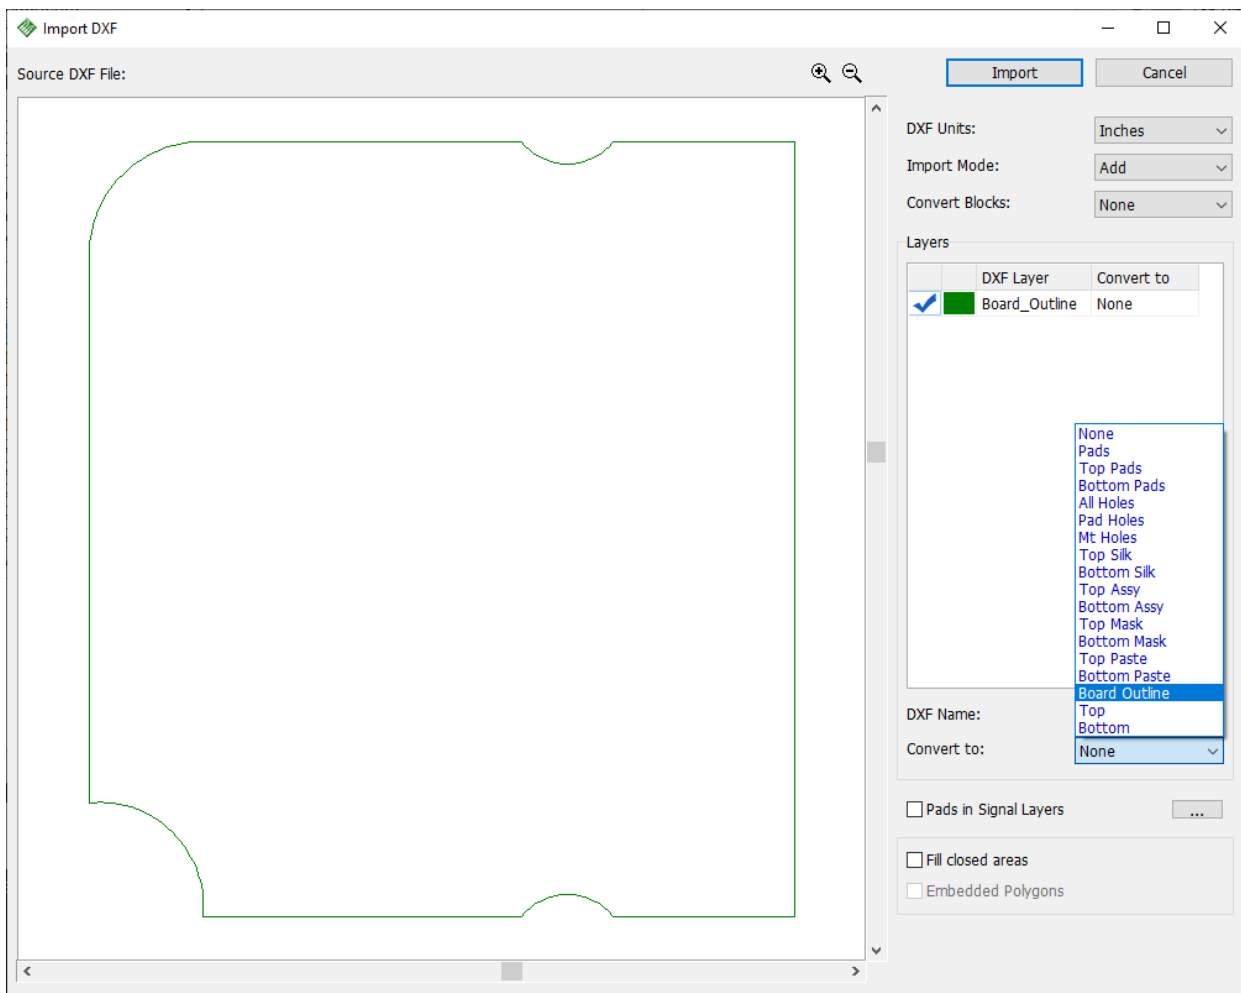 Import DXF
Source DXF File:
Import
Cancel
DXF Units:
Inches
Import Mode:
Add
Convert Blocks:
None
Layers
DXF Layer
Convert to
Board_Outline
None
None
Pads
Top Pads
Bottom Pads
All Holes
Pad Holes
Mt Holes
Top Silk
Bottom Silk
Top Assy
Bottom Assy
Top Mask
Bottom Mask
Top Paste
Bottom Paste
Board Outline
Top
Bottom
DXF Name:
Convert to:
None
Pads in Signal Layers
...
Fill closed areas
Embedded Polygons